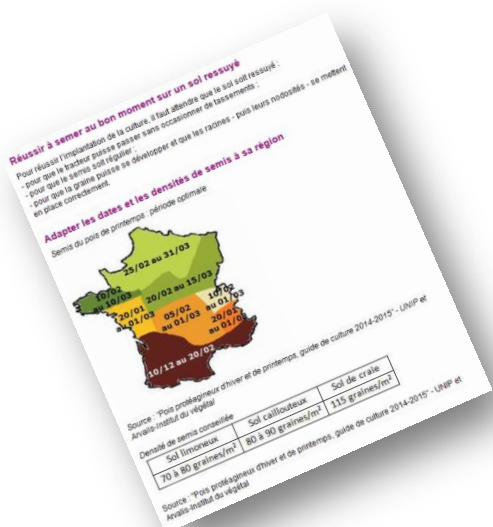 Réussir à semer au bon moment sur un sol ressuyé
Pour réussir l'implantation de la culture, il faut attendre que le sol soit ressuyé :
- pour que le tracteur puisse passer sans occasionner de tassements ;
- pour que le semis soit régulier ;
- pour que la graine puisse se développer et que les racines - puis leurs nodosités - se mettent
en place correctement.
Adapter les dates et les densités de semis à sa région
Semis du pois de printemps : période optimale
25/02 au 31/03
10/02
au 10/03
20/02 au 15/03
20/01
au 01/03
05/02
au 01/03
10/02
au 01/03
20/01
au 01/0
10/12 au 20/02
Source : "Pois protéagineux d'hiver et de printemps, guide de culture 2014-2015" - UNIP et
Arvalis-Institut du végétal
Densité de semis conseillée
Sol limoneux Sol caillouteux Sol de craie
70 à 80 graines/m² 80 à 90 graines/m² 115 graines/m²
Source : "Pois protéagineux d'hiver et de printemps, guide de culture 2014-2015" - UNIP et
Arvalis-Institut du végétal